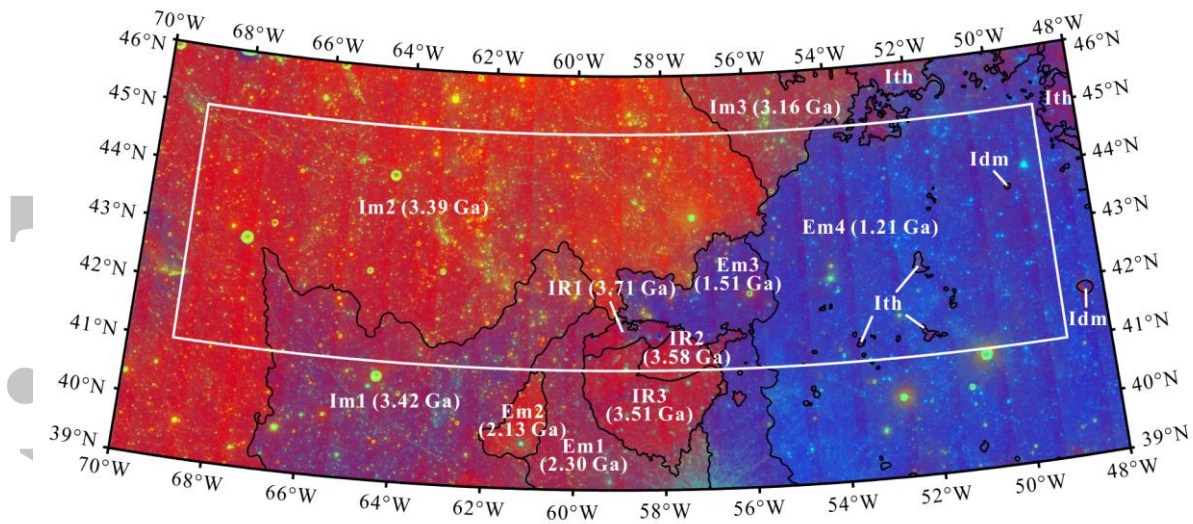 70°W
68°W
66°W
64°W
62°W
60°W
58°W
56°W
54°W
52°W
50°W
48°W
46°N
46°N
45°N
45°N
44°N
44°N
43°N
43°N
42°N
42°N
41°N
41°N
40°N
40°N
39°N
39°N
Ith
Im3 (3.16 Ga)
Ith
Idm
Im2 (3.39 Ga)
Em4 (1.21 Ga)
Em3
(1.51 Ga)
IR1 (3.71 Ga)
Ith
Idm
IR2
(3.58 Ga)
IR3
(3.51 Ga)
Im1 (3.42 Ga)
Em2
(2.13 Ga)
Em1
(2.30 Ga)
70°W
68°W
66°W
64°W
62°W
60°W
58°W
56°W
54°W
52°W
50°W
48°W